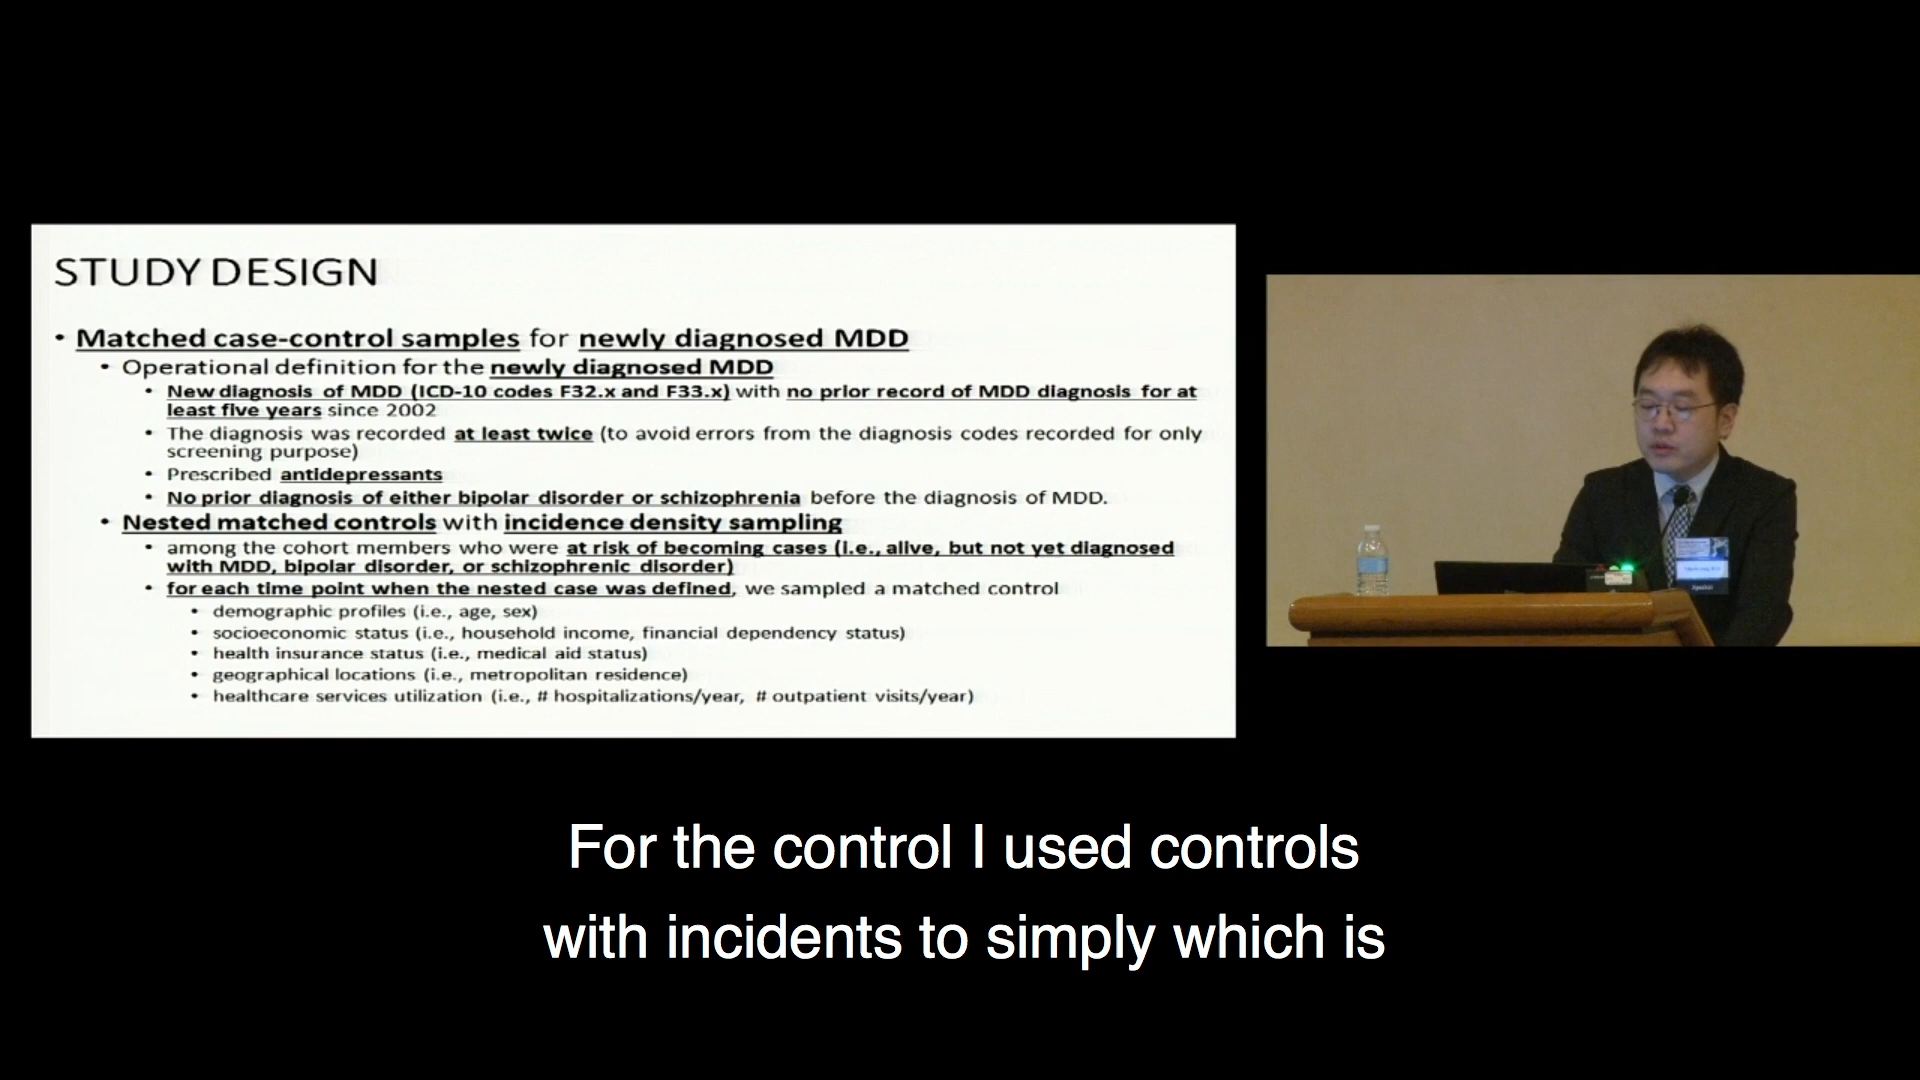 STUDY DESIGN
• Matched case-control samples for newly diagnosed MDD
• Operational definition for the newly diagnosed MDD
• New diagnosis of MDD (ICD-10 codes F32.x and F33.x) with no prior record of MDD diagnosis for at
least five years since 2002
• The diagnosis was recorded at least twice (to avoid errors from the diagnosis codes recorded for only
screening purpose)
• Prescribed antidepressants
• No prior diagnosis of either bipolar disorder or schizophrenia before the diagnosis of MDD.
• Nested matched controls with incidence density sampling
• among the cohort members who were at risk of becoming cases (i.e., alive, but not yet diagnosed
with MDD, bipolar disorder, or schizophrenic disorder)
• for each time point when the nested case was defined, we sampled a matched control
• demographic profiles (i.e., age, sex)
• socioeconomic status (i.e., household income, financial dependency status)
• health insurance status (i.e., medical aid status)
• geographical locations (i.e., metropolitan residence)
• healthcare services utilization (i.e., # hospitalizations/year, # outpatient visits/year)
For the control I used controls
with incidents to simply which is